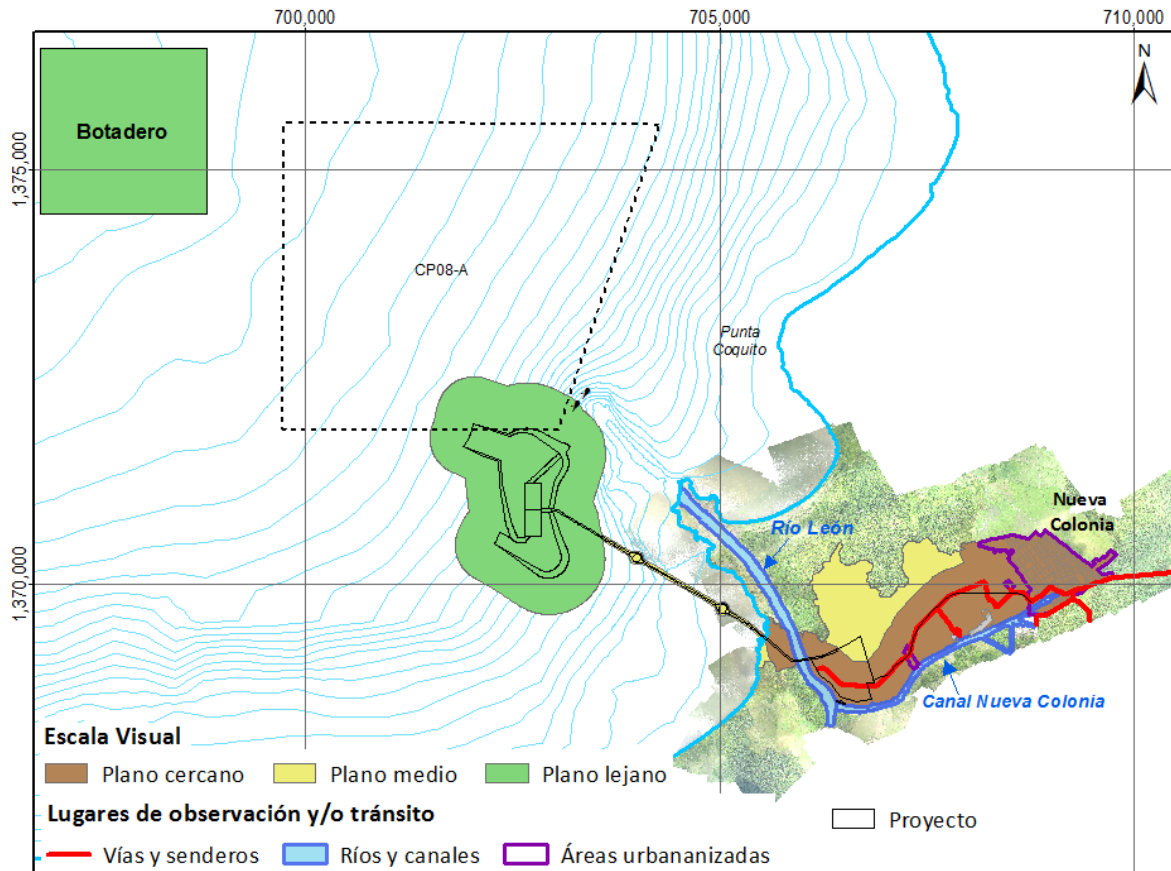 700,000
705,000
710,000
N
Botadero
1,375,000
CP08-A
Punta
Coquito
Nueva
Colonia
Río León
1,370,000
Canal Nueva Colonia
Escala Visual
Plano cercano
Plano medio
Plano lejano
Lugares de observación y/o tránsito
Proyecto
Vías y senderos
Ríos y canales
Áreas urbananizadas